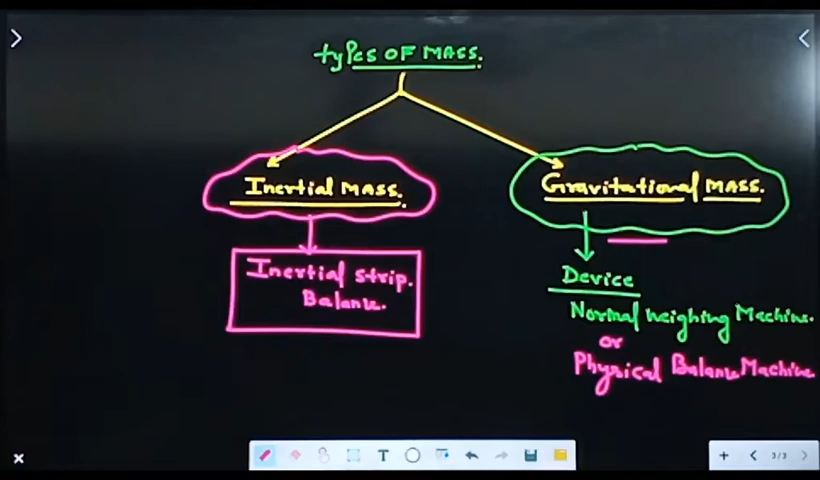 types OF MASS.
Inertial MASS.
Gravitational MASS.
Inertial strip.
Balance.
Device
Normal weighing Machine.
or
Physical Balance Machine
T
3/3